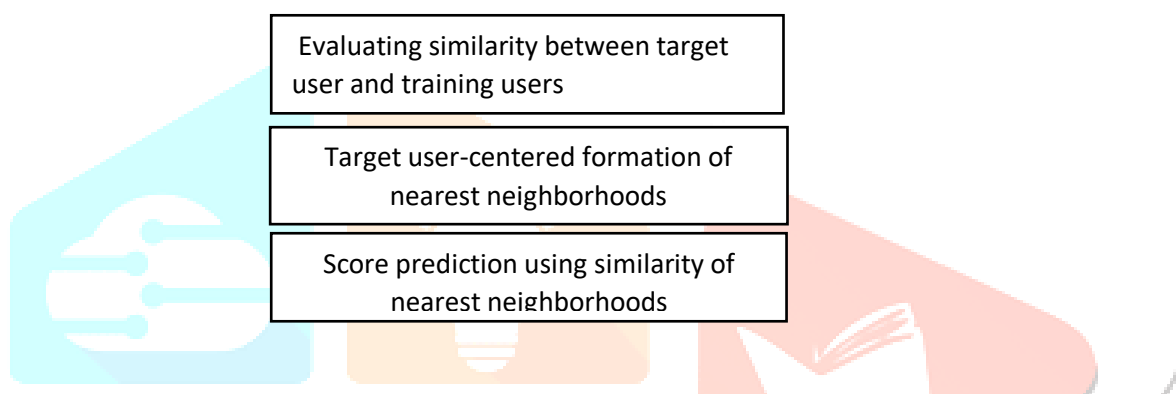 Evaluating similarity between target
user and training users
Target user-centered formation of
nearest neighborhoods
Score prediction using similarity of
nearest neighborhoods